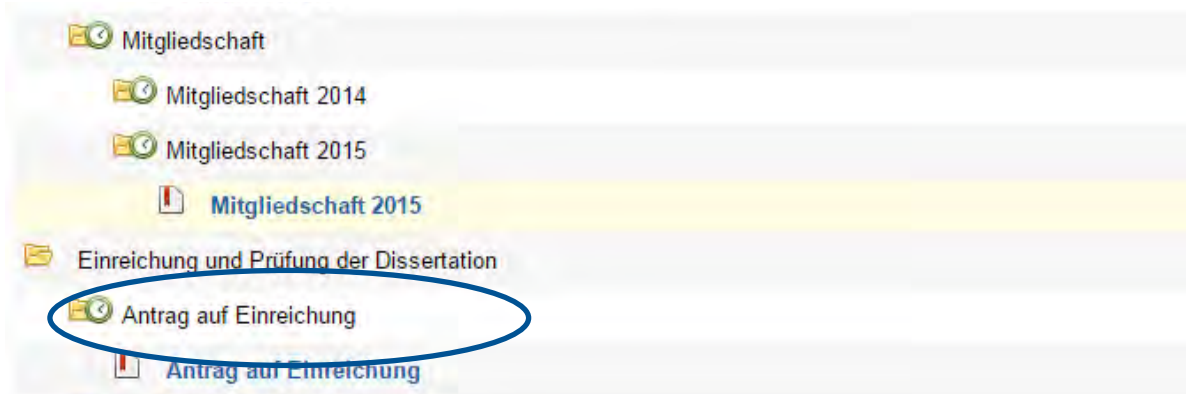 Mitgliedschaft
Mitgliedschaft 2014
Mitgliedschaft 2015
Mitgliedschaft 2015
Einreichung und Prüfung der Dissertation
Antrag auf Einreichung
Antrag auf Einreichung